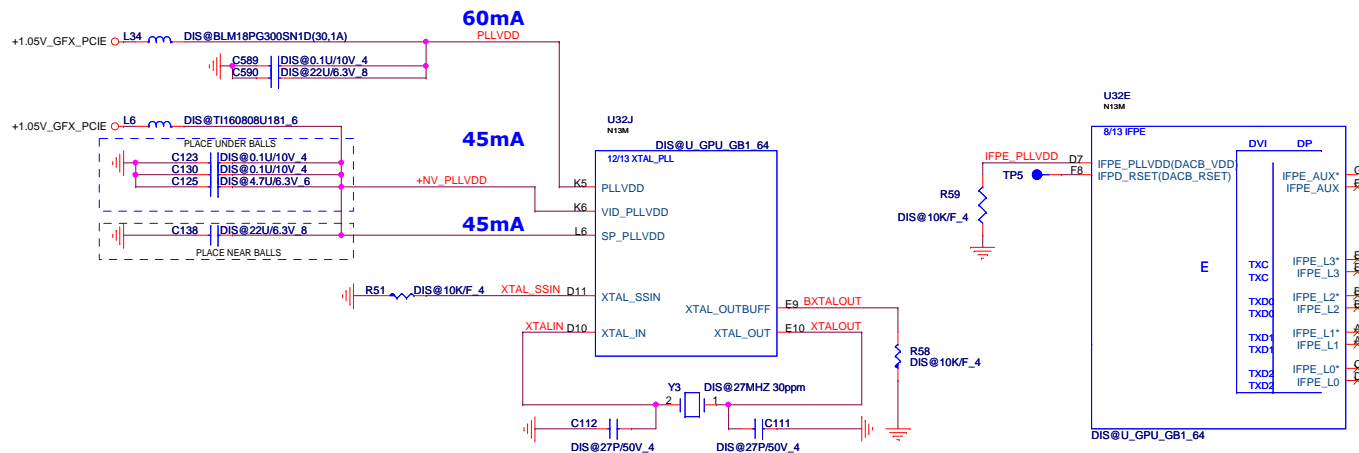 60mA
+1.05V_GFX_PCIE L34 DIS@BLM18PG300SN1D(30,1A) PLLVDD
C589 DIS@0.1U/10V_4
C590 DIS@22U/6.3V_8
+1.05V_GFX_PCIE L6 DIS@TI160808U181_6
PLACE UNDER BALLS
C123 DIS@0.1U/10V_4
C130 DIS@0.1U/10V_4
C125 DIS@4.7U/6.3V_6
45mA
+NV_PLLVDD
C138 DIS@22U/6.3V_8
PLACE NEAR BALLS
45mA
U32J
N13M
DIS@U_GPU_GB1_64
12/13 XTAL_PLL
K5 PLLVDD
K6 VID_PLLVDD
L6 SP_PLLVDD
R51 DIS@10K/F_4 XTAL_SSIN D11 XTAL_SSIN
XTALIN D10 XTAL_IN
XTAL_OUTBUFF E9 BXTALOUT
XTAL_OUT E10 XTALOUT
R58
DIS@10K/F_4
Y3 DIS@27MHZ 30ppm
2 1
C112 C111
DIS@27P/50V_4 DIS@27P/50V_4
U32E
N13M
8/13 IFPE
DVI DP
IFPE_PLLVDD D7 IFPE_PLLVDD(DACB_VDD)
TP5 F8 IFPD_RSET(DACB_RSET)
R59
DIS@10K/F_4
IFPE_AUX*
IFPE_AUX
E
TXC IFPE_L3*
TXC IFPE_L3
TXD0 IFPE_L2*
TXD0 IFPE_L2
TXD1 IFPE_L1*
TXD1 IFPE_L1
TXD2 IFPE_L0*
TXD2 IFPE_L0
DIS@U_GPU_GB1_64